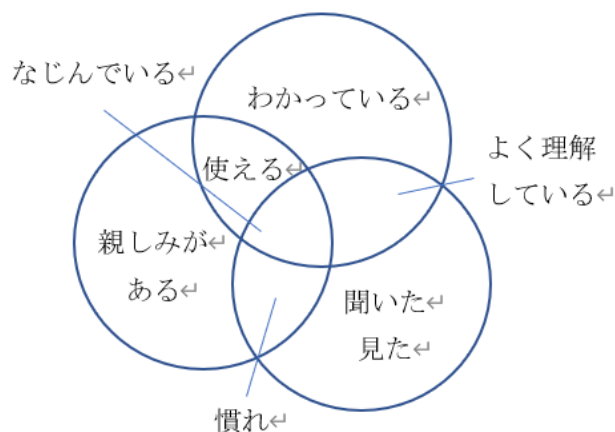 なじんでいる↵
わかっている↵
よく理解
している↵
使える↵
親しみが
ある↵
聞いた↵
見た↵
慣れ↵